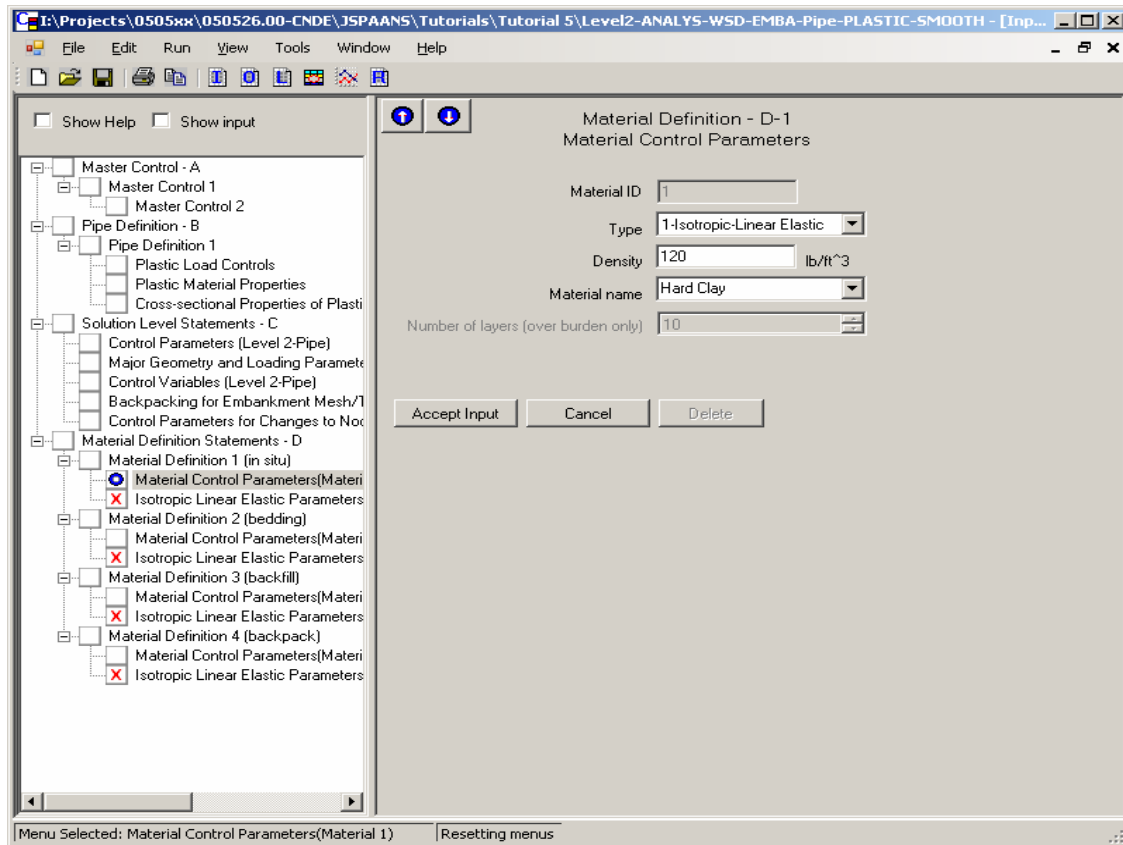 I:\Projects\0505xx\050526.00-CNDE\JSPAANS\Tutorials\Tutorial 5\Level2-ANALYS-WSD-EMBA-Pipe-PLASTIC-SMOOTH - [Inp...
File Edit Run View Tools Window Help
Show Help Show input
Master Control - A
Master Control 1
Master Control 2
Pipe Definition - B
Pipe Definition 1
Plastic Load Controls
Plastic Material Properties
Cross-sectional Properties of Plasti
Solution Level Statements - C
Control Parameters (Level 2-Pipe)
Major Geometry and Loading Paramete
Control Variables (Level 2-Pipe)
Backpacking for Embankment Mesh/T
Control Parameters for Changes to Noc
Material Definition Statements - D
Material Definition 1 (in situ)
Material Control Parameters(Materi
Isotropic Linear Elastic Parameters
Material Definition 2 (bedding)
Material Control Parameters(Materi
Isotropic Linear Elastic Parameters
Material Definition 3 (backfill)
Material Control Parameters(Materi
Isotropic Linear Elastic Parameters
Material Definition 4 (backpack)
Material Control Parameters(Materi
Isotropic Linear Elastic Parameters
Material Definition - D-1
Material Control Parameters
Material ID 1
Type 1-Isotropic-Linear Elastic
Density 120 lb/ft^3
Material name Hard Clay
Number of layers (over burden only) 10
Accept Input Cancel Delete
Menu Selected: Material Control Parameters(Material 1) Resetting menus